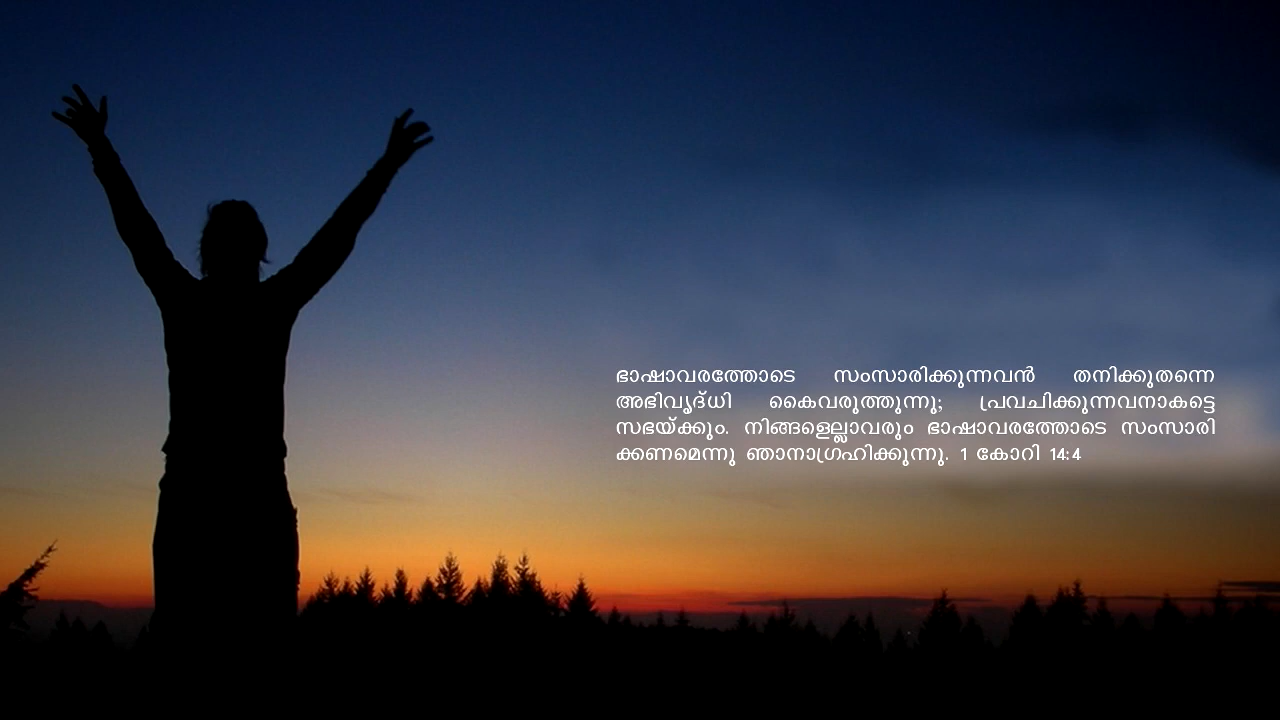 ഭാഷാവരത്തോടെ സംസാരിക്കുന്നവൻ തനിക്കുതന്നെ
അഭിവൃദ്ധി കൈവരുത്തുന്നു; പ്രവചിക്കുന്നവനാകട്ടെ
സഭയ്ക്കും. നിങ്ങളെല്ലാവരും ഭാഷാവരത്തോടെ സംസാരി
ക്കണമെന്നു ഞാനാഗ്രഹിക്കുന്നു. 1 കോറി 14:4